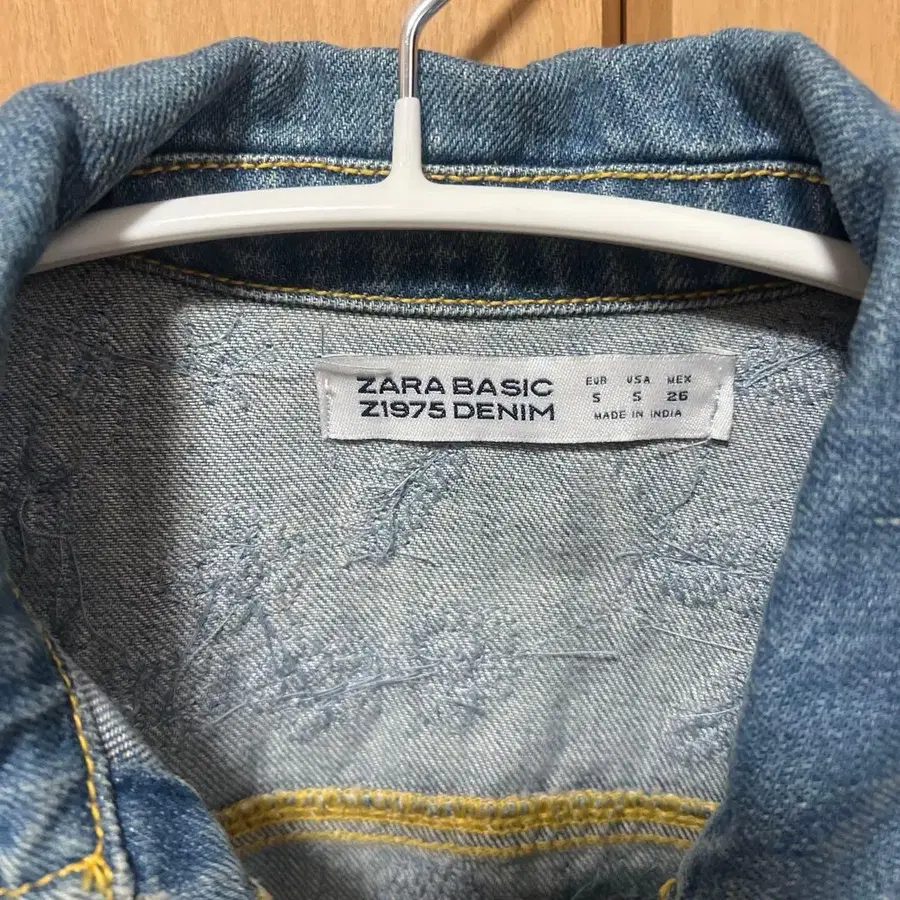 ZARA BASIC
Z1975 DENIM
EUR USA MEX
S S 26
MADE IN INDIA